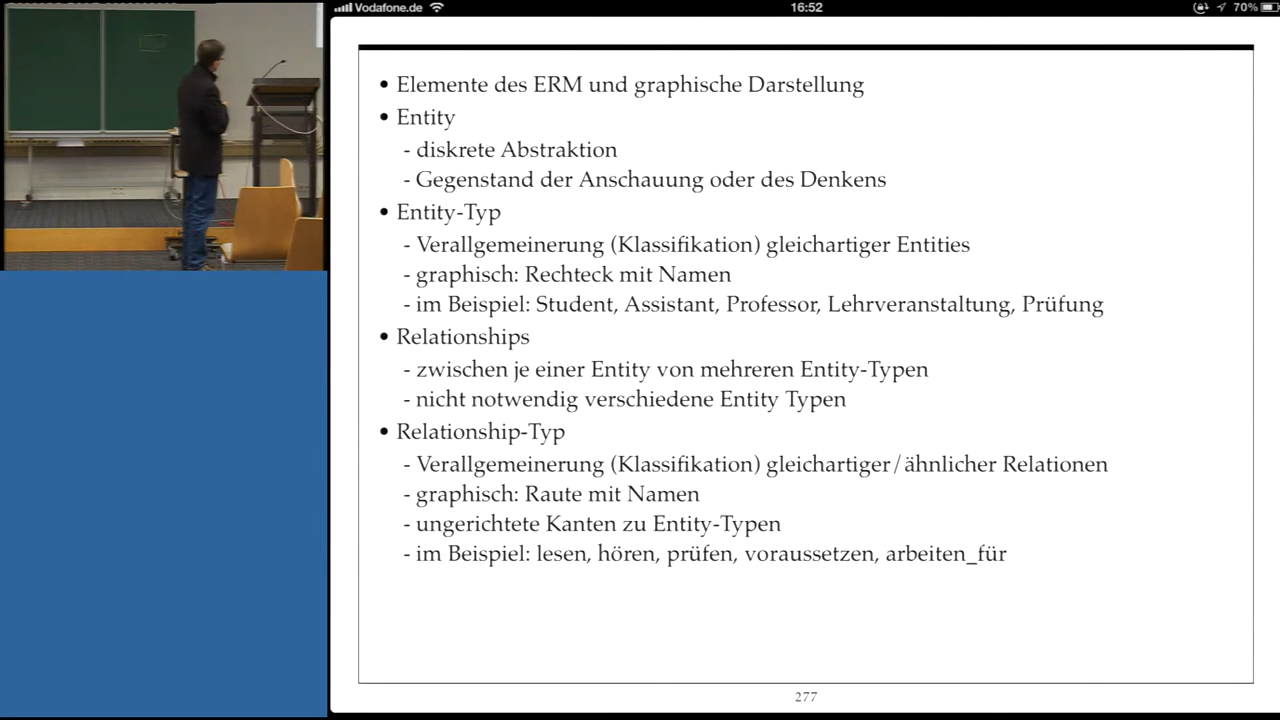 Vodafone.de 16:52 70%
• Elemente des ERM und graphische Darstellung
• Entity
- diskrete Abstraktion
- Gegenstand der Anschauung oder des Denkens
• Entity-Typ
- Verallgemeinerung (Klassifikation) gleichartiger Entities
- graphisch: Rechteck mit Namen
- im Beispiel: Student, Assistant, Professor, Lehrveranstaltung, Prüfung
• Relationships
- zwischen je einer Entity von mehreren Entity-Typen
- nicht notwendig verschiedene Entity Typen
• Relationship-Typ
- Verallgemeinerung (Klassifikation) gleichartiger/ähnlicher Relationen
- graphisch: Raute mit Namen
- ungerichtete Kanten zu Entity-Typen
- im Beispiel: lesen, hören, prüfen, voraussetzen, arbeiten_für
277